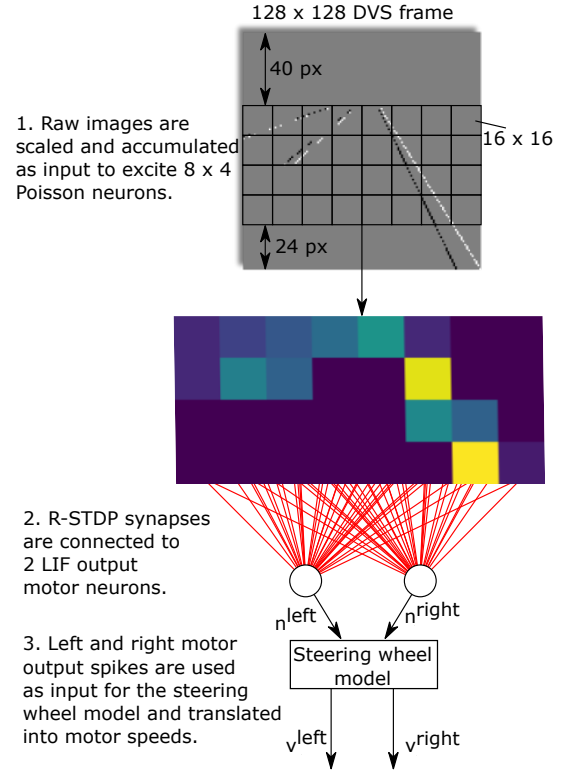 128 x 128 DVS frame
40 px
1. Raw images are
scaled and accumulated
as input to excite 8 x 4
Poisson neurons.
16 x 16
24 px
2. R-STDP synapses
are connected to
2 LIF output
motor neurons.
n^left
n^right
3. Left and right motor
output spikes are used
as input for the steering
wheel model and translated
into motor speeds.
Steering wheel
model
v^left
v^right